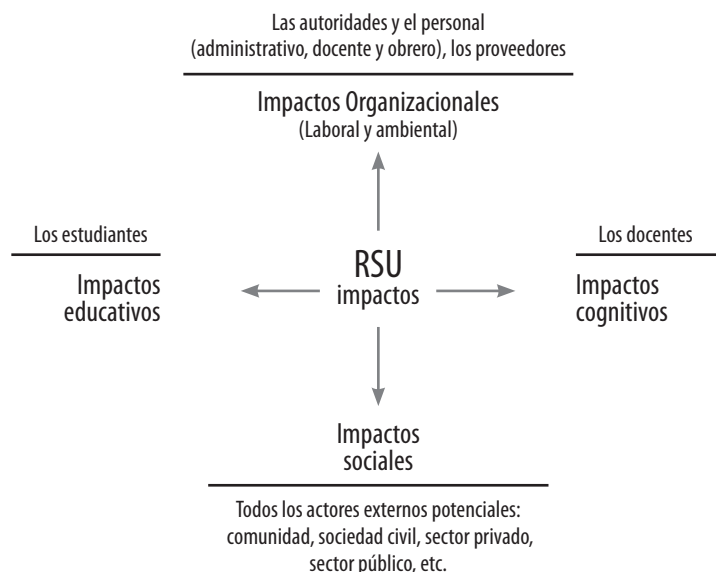 Las autoridades y el personal
(administrativo, docente y obrero), los proveedores
Impactos Organizacionales
(Laboral y ambiental)
Los estudiantes
Impactos
educativos
RSU
impactos
Los docentes
Impactos
cognitivos
Impactos
sociales
Todos los actores externos potenciales:
comunidad, sociedad civil, sector privado,
sector público, etc.